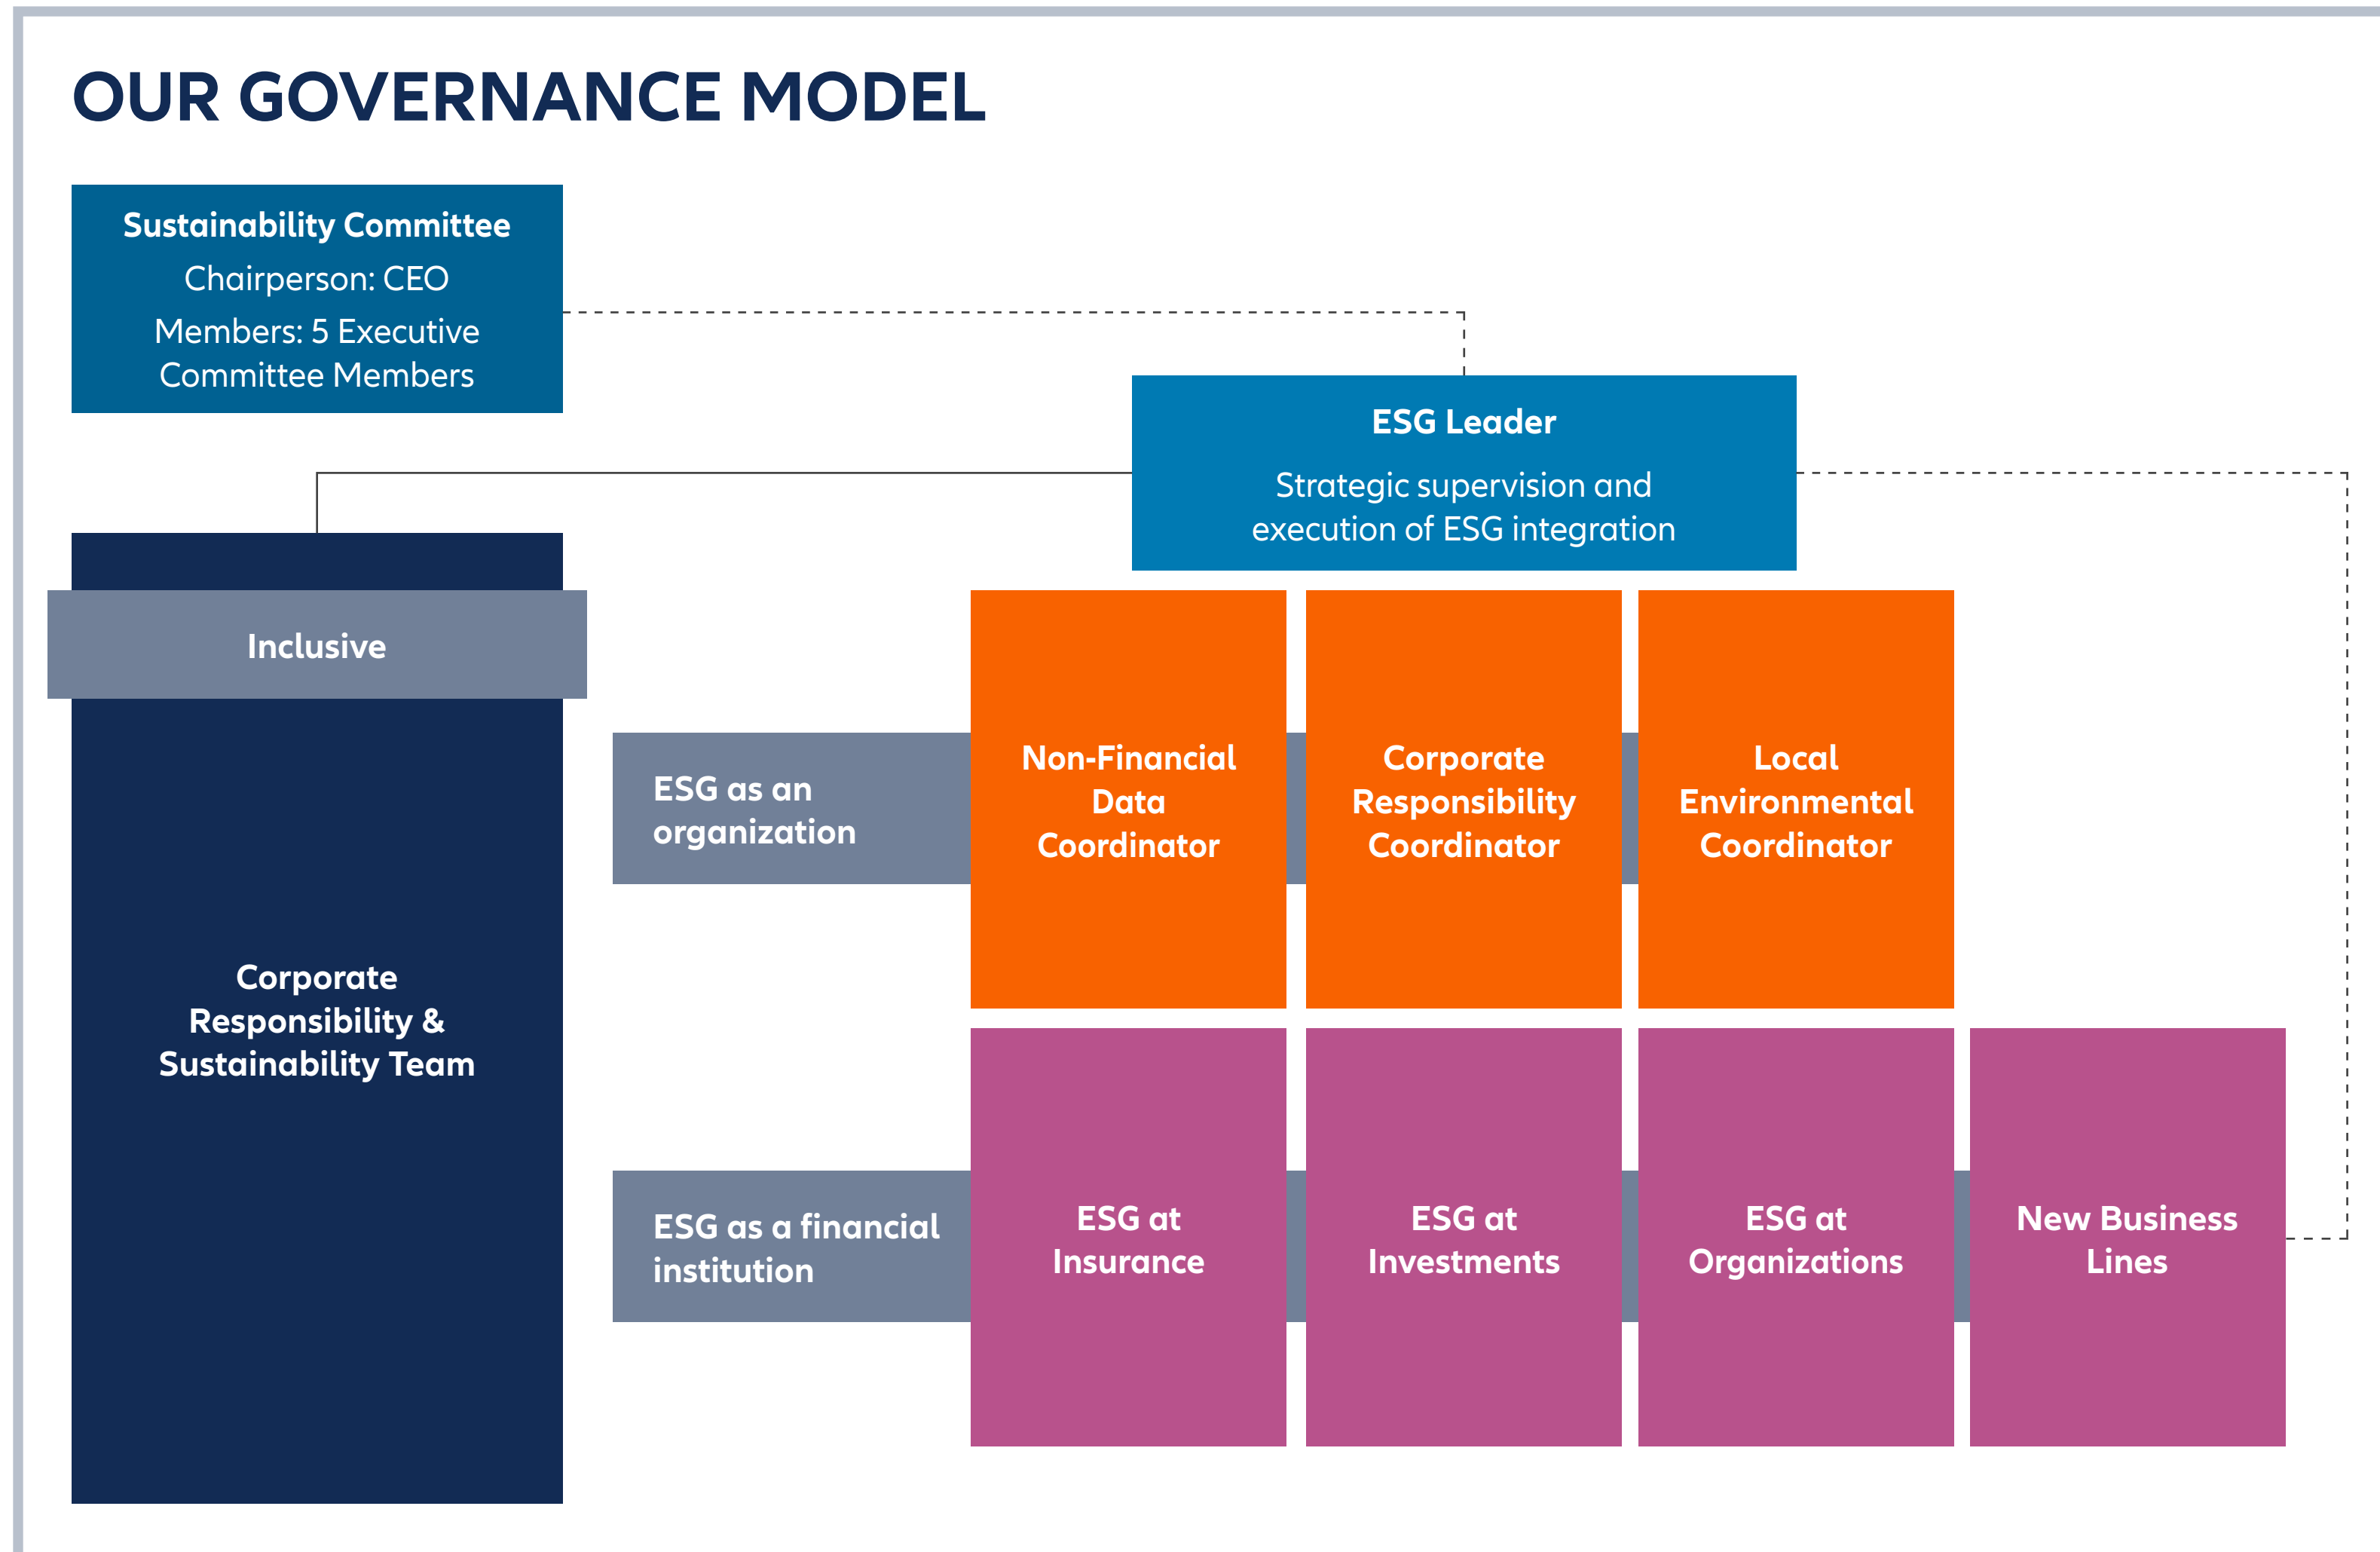 OUR GOVERNANCE MODEL
Sustainability Committee
Chairperson: CEO
Members: 5 Executive
Committee Members
ESG Leader
Strategic supervision and
execution of ESG integration
Inclusive
Corporate
Responsibility &
Sustainability Team
ESG as an
organization
Non-Financial
Data
Coordinator
Corporate
Responsibility
Coordinator
Local
Environmental
Coordinator
ESG as a financial
institution
ESG at
Insurance
ESG at
Investments
ESG at
Organizations
New Business
Lines